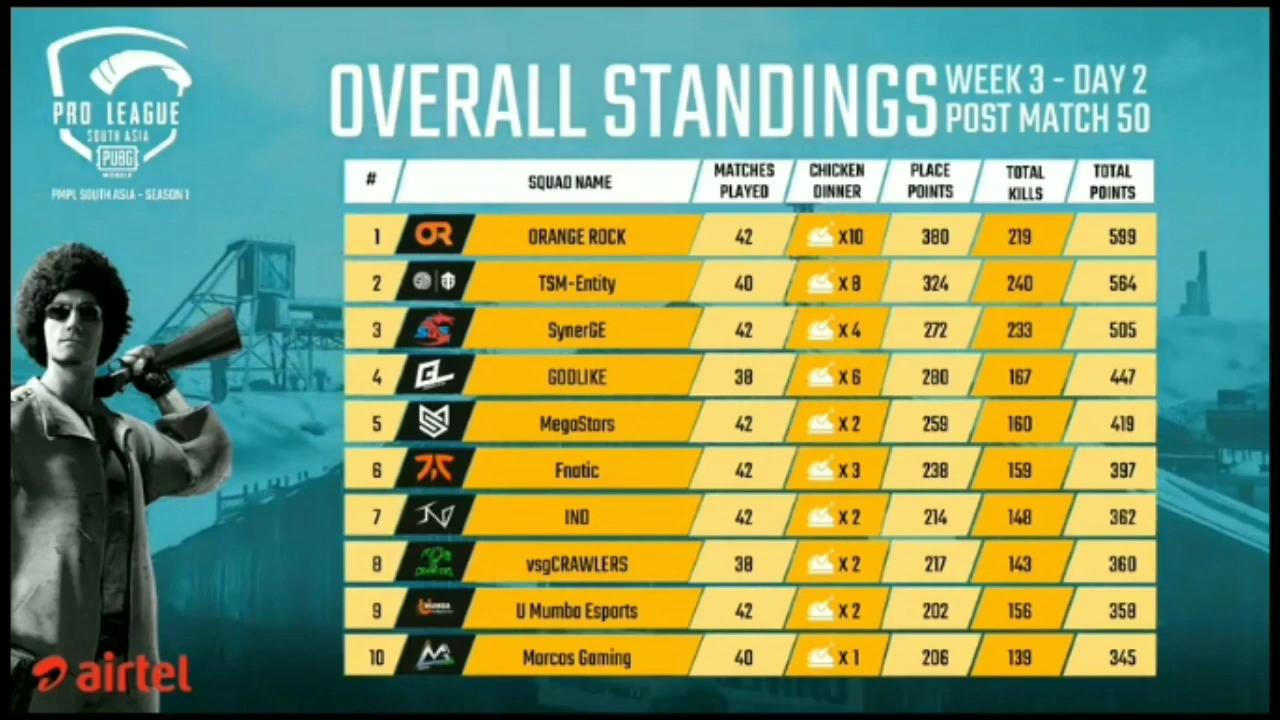 PRO LEAGUE
SOUTH ASIA
PUBG
MOBILE
PMPL SOUTH ASIA - SEASON 1
OVERALL STANDINGS WEEK 3 - DAY 2
POST MATCH 50
# SQUAD NAME MATCHES PLAYED CHICKEN DINNER PLACE POINTS TOTAL KILLS TOTAL POINTS
1 OR ORANGE ROCK 42 X10 380 219 599
2 TSM-Entity 40 X 8 324 240 564
3 SynerGE 42 X 4 272 233 505
4 GL GODLIKE 38 X 6 280 167 447
5 MegaStars 42 X 2 259 160 419
6 Fnatic 42 X 3 238 159 397
7 IND 42 X 2 214 148 362
8 CRAWLERS vsgCRAWLERS 38 X 2 217 143 360
9 U MUMBA U Mumba Esports 42 X 2 202 156 358
10 Marcos Gaming 40 X 1 206 139 345
airtel